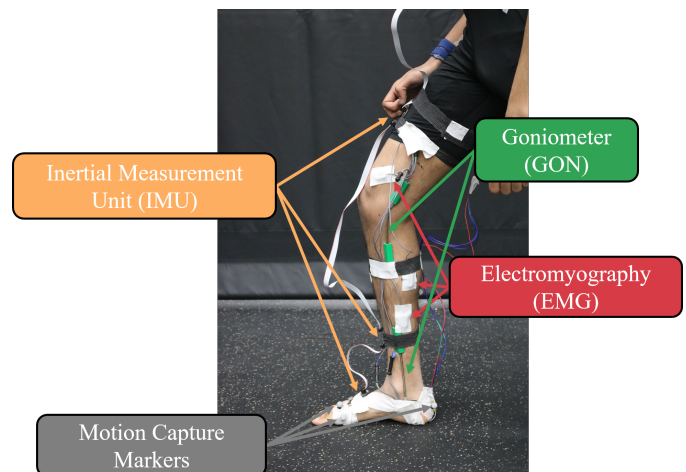 Goniometer
(GON)
Inertial Measurement
Unit (IMU)
Electromyography
(EMG)
Motion Capture
Markers